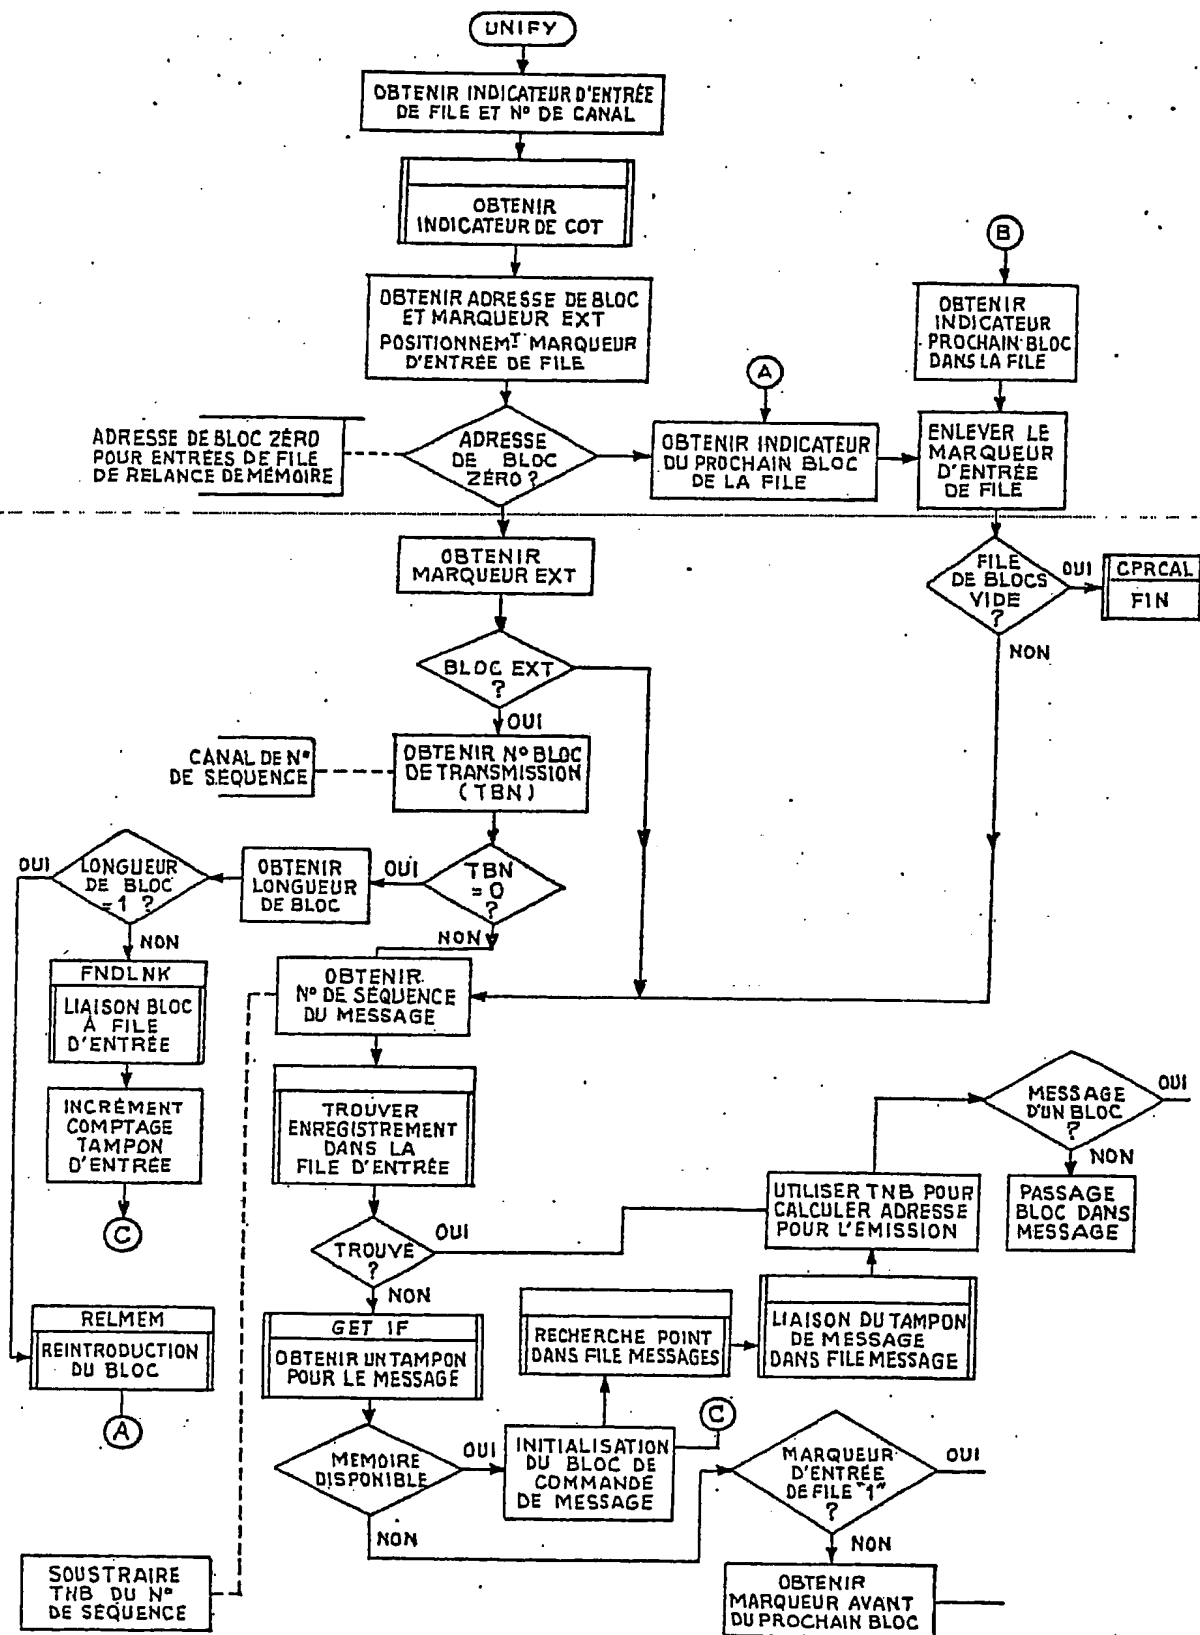 UNIFY
OBTENIR INDICATEUR D'ENTRÉE
DE FILE ET N° DE CANAL
OBTENIR
INDICATEUR DE COT
B
OBTENIR ADRESSE DE BLOC
ET MARQUEUR EXT
POSITIONNEMT MARQUEUR
D'ENTRÉE DE FILE
OBTENIR
INDICATEUR
PROCHAIN BLOC
DANS LA FILE
A
ADRESSE DE BLOC ZÉRO
POUR ENTRÉES DE FILE
DE RELANCE DE MÉMOIRE
ADRESSE
DE BLOC
ZÉRO ?
OBTENIR INDICATEUR
DU PROCHAIN BLOC
DE LA FILE
ENLEVER LE
MARQUEUR
D'ENTRÉE
DE FILE
OBTENIR
MARQUEUR EXT
FILE
DE BLOCS
VIDE
?
OUI
CPRCAL
FIN
NON
BLOC EXT
?
OUI
CANAL DE N°
DE SÉQUENCE
OBTENIR N° BLOC
DE TRANSMISSION
(TBN)
OUI
LONGUEUR
DE BLOC
=1 ?
OBTENIR
LONGUEUR
DE BLOC
OUI
TBN
= 0
?
NON
NON
FNDLNK
LIAISON BLOC
À FILE
D'ENTRÉE
OBTENIR
N° DE SÉQUENCE
DU MESSAGE
INCRÉMENT
COMPTAGE
TAMPON
D'ENTRÉE
TROUVER
ENREGISTREMENT
DANS LA
FILE D'ENTRÉE
MESSAGE
D'UN BLOC
?
OUI
NON
C
UTILISER TNB POUR
CALCULER ADRESSE
POUR L'ÉMISSION
PASSAGE
BLOC DANS
MESSAGE
TROUVÉ
?
OUI
NON
RELMEM
RÉINTRODUCTION
DU BLOC
GET IF
OBTENIR UN TAMPON
POUR LE MESSAGE
RECHERCHE POINT
DANS FILE MESSAGES
LIAISON DU TAMPON
DE MESSAGE
DANS FILE MESSAGE
A
C
MÉMOIRE
DISPONIBLE
OUI
INITIALISATION
DU BLOC DE
COMMANDE
DE MESSAGE
MARQUEUR
D'ENTRÉE
DE FILE "1"
?
OUI
NON
NON
SOUSTRAIRE
TNB DU N°
DE SÉQUENCE
OBTENIR
MARQUEUR AVANT
DU PROCHAIN BLOC